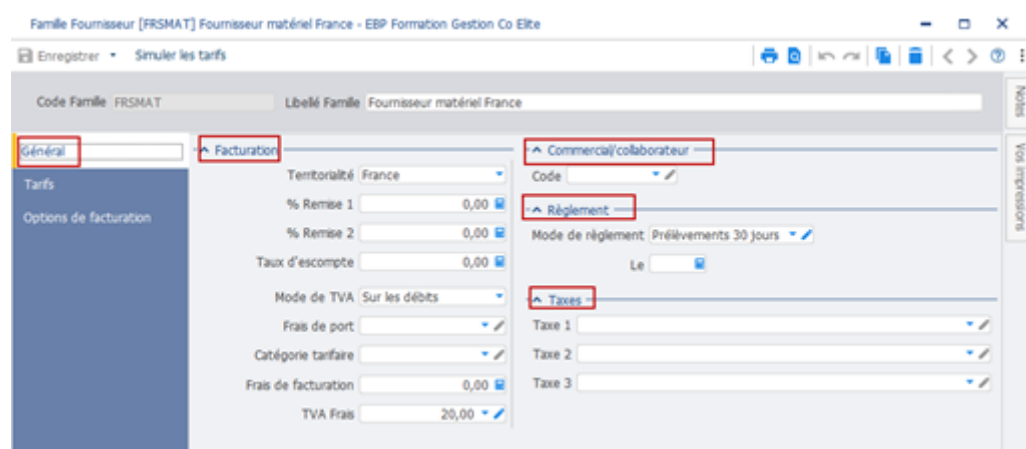 Famille Fournisseur [FRSMAT] Fournisseur matériel France - EBP Formation Gestion Co Elite
Enregistrer Simuler les tarifs
Code Famille FRSMAT Libellé Famille Fournisseur matériel France
Notes
Vos impressions
Général
Tarifs
Options de facturation
Facturation
Territorialité France
% Remise 1 0,00
% Remise 2 0,00
Taux d'escompte 0,00
Mode de TVA Sur les débits
Frais de port
Catégorie tarifaire
Frais de facturation 0,00
TVA Frais 20,00
Commercial/collaborateur
Code
Règlement
Mode de règlement Prélèvements 30 jours
Le
Taxes
Taxe 1
Taxe 2
Taxe 3